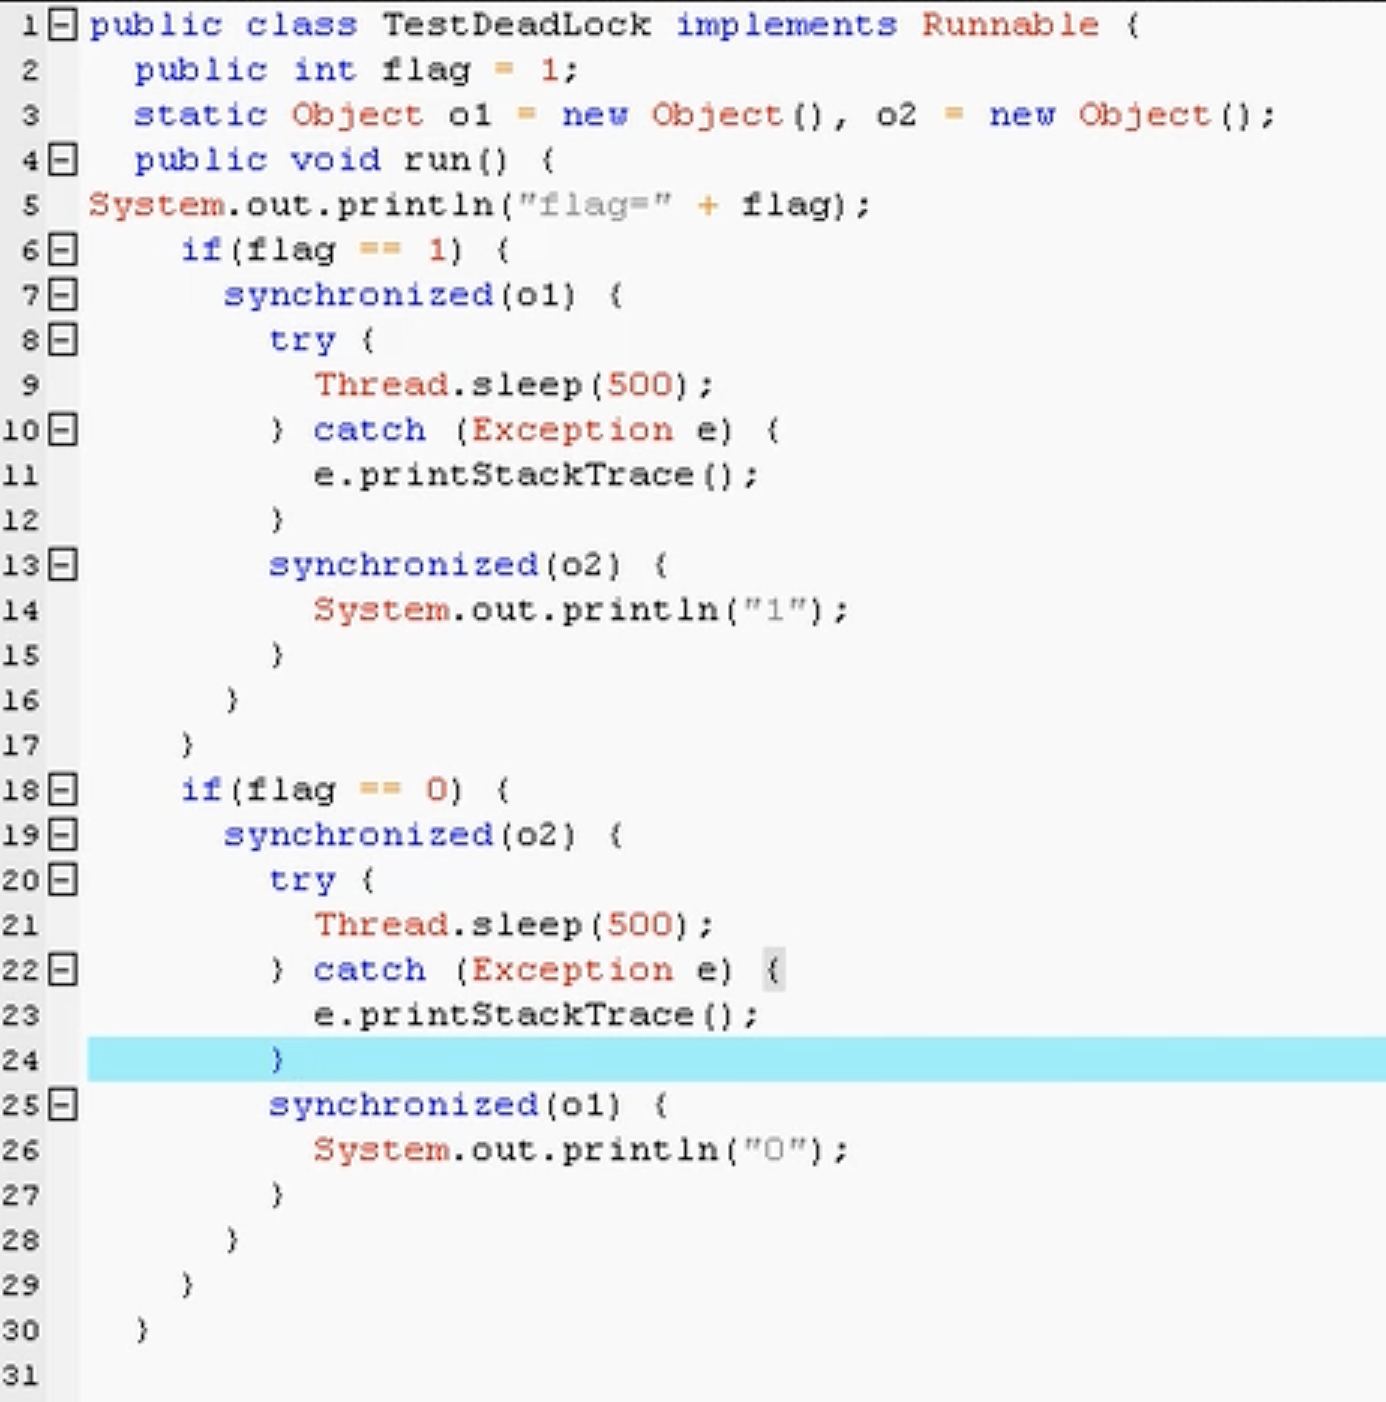 1 public class TestDeadLock implements Runnable {
2 public int flag = 1;
3 static Object o1 = new Object(), o2 = new Object();
4 public void run() {
5 System.out.println("flag=" + flag);
6 if(flag == 1) {
7 synchronized(o1) {
8 try {
9 Thread.sleep(500);
10 } catch (Exception e) {
11 e.printStackTrace();
12 }
13 synchronized(o2) {
14 System.out.println("1");
15 }
16 }
17 }
18 if(flag == 0) {
19 synchronized(o2) {
20 try {
21 Thread.sleep(500);
22 } catch (Exception e) {
23 e.printStackTrace();
24 }
25 synchronized(o1) {
26 System.out.println("0");
27 }
28 }
29 }
30 }
31